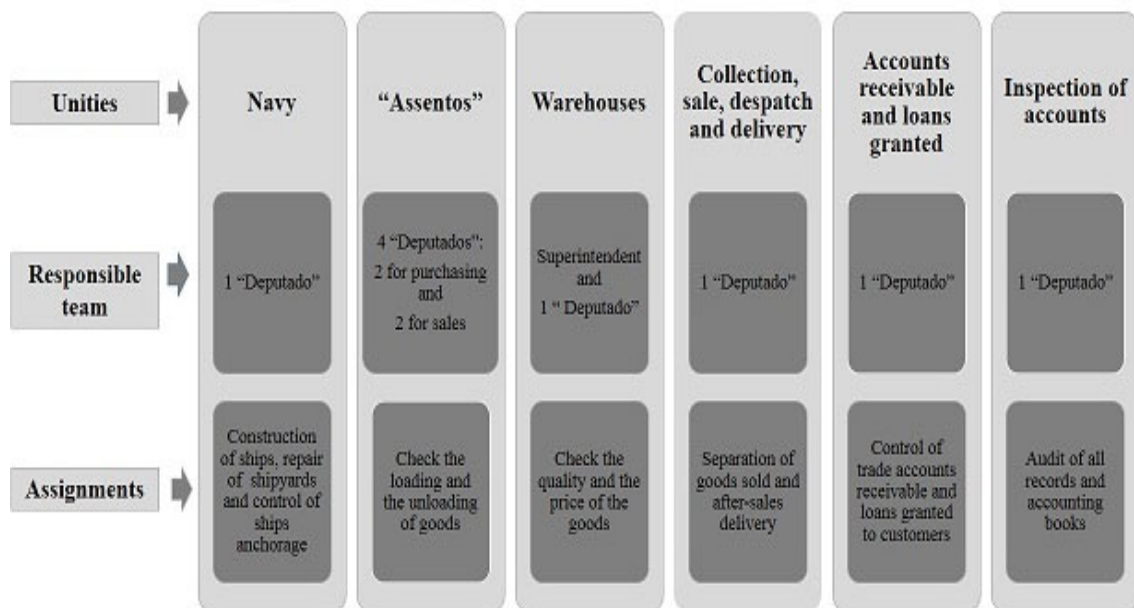 Unities
Navy
“Assentos”
Warehouses
Collection,
sale, despatch
and delivery
Accounts
receivable
and loans
granted
Inspection of
accounts
Responsible
team
1 “Deputado”
4 “Deputados”:
2 for purchasing
and
2 for sales
Superintendent
and
1 “ Deputado”
1 “Deputado”
1 “Deputado”
1 “Deputado”
Assignments
Construction
of ships, repair
of shipyards
and control of
ships
anchorage
Check the
loading and
the unloading
of goods
Check the
quality and the
price of the
goods
Separation of
goods sold and
after-sales
delivery
Control of
trade accounts
receivable and
loans granted
to customers
Audit of all
records and
accounting
books